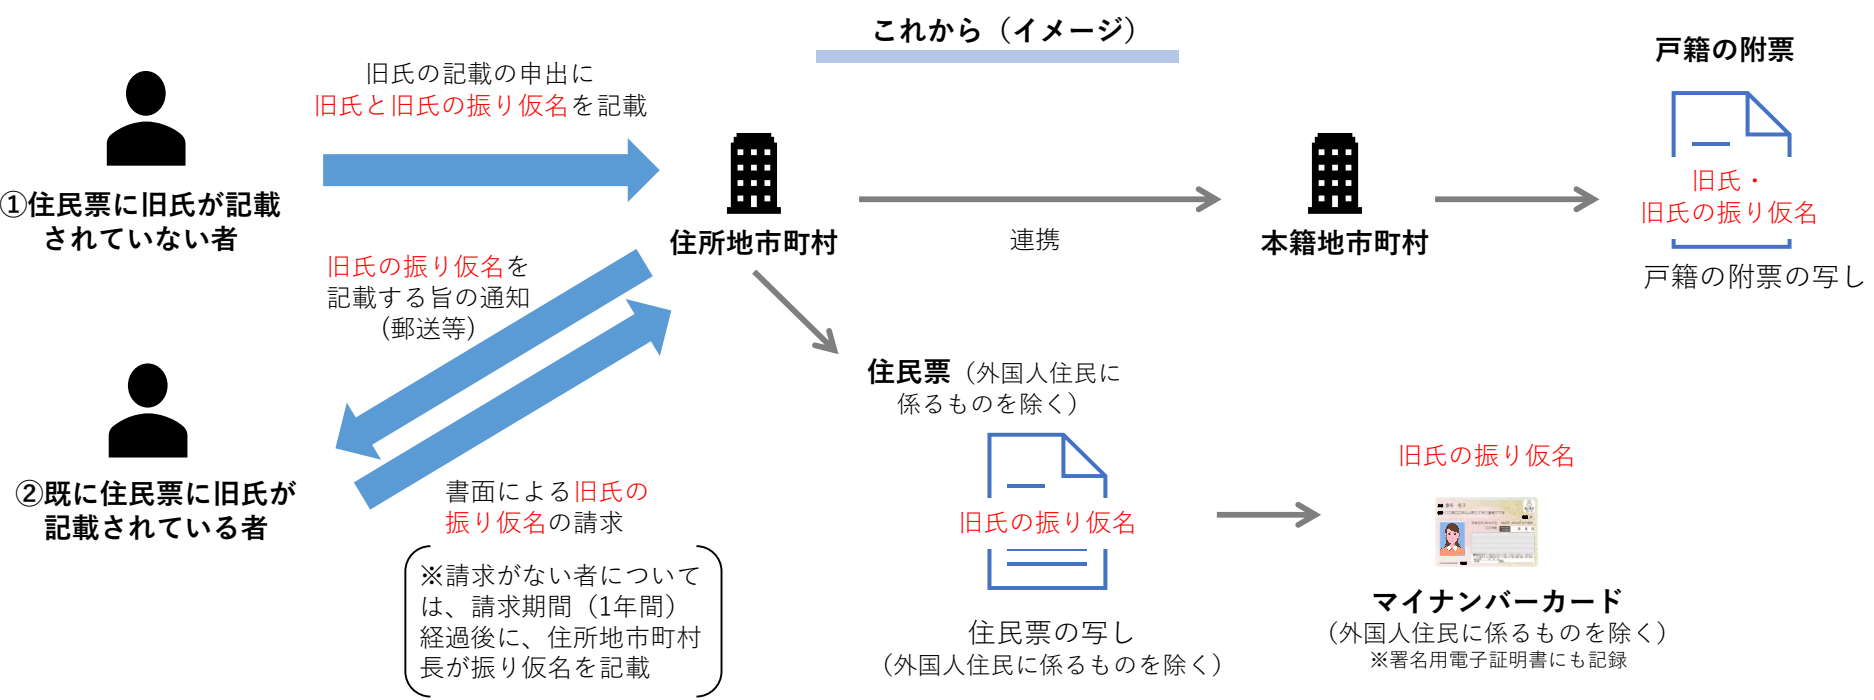 これから（イメージ）
旧氏の記載の申出に
旧氏と旧氏の振り仮名を記載
①住民票に旧氏が記載
されていない者
住所地市町村
連携
本籍地市町村
戸籍の附票
旧氏・
旧氏の振り仮名
戸籍の附票の写し
旧氏の振り仮名を
記載する旨の通知
（郵送等）
②既に住民票に旧氏が
記載されている者
書面による旧氏の
振り仮名の請求
※請求がない者について
は、請求期間（1年間）
経過後に、住所地市町村
長が振り仮名を記載
住民票（外国人住民に
係るものを除く）
旧氏の振り仮名
住民票の写し
（外国人住民に係るものを除く）
旧氏の振り仮名
マイナンバーカード
（外国人住民に係るものを除く）
※署名用電子証明書にも記録